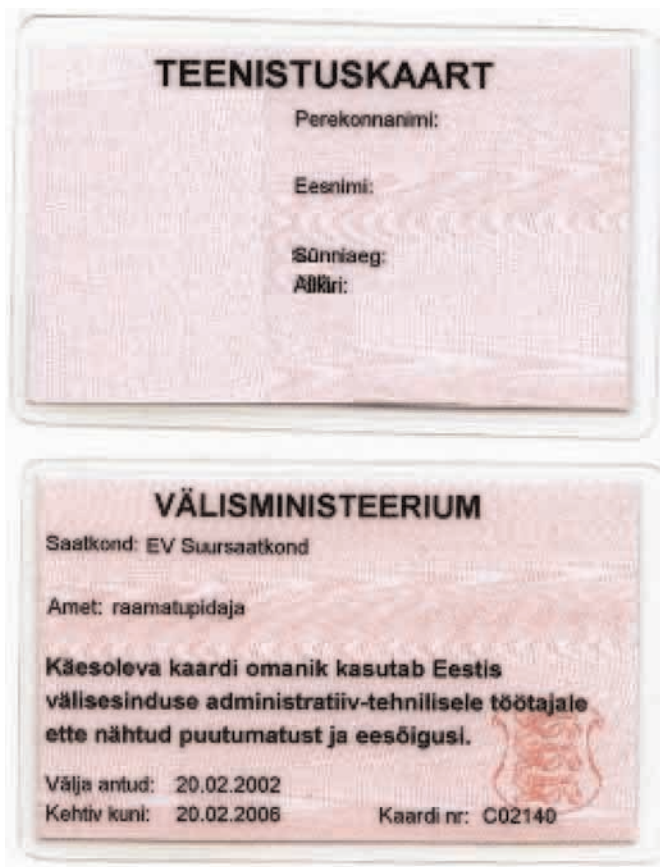 TEENISTUSKAART
Perekonnanimi:
Eesnimi:
Sünniaeg:
Allkiri:
VÄLISMINISTEERIUM
Saatkond: EV Suursaatkond
Amet: raamatupidaja
Käesoleva kaardi omanik kasutab Eestis
välisesinduse administratiiv-tehnilisele töötajale
ette nähtud puutumatust ja eesõigusi.
Välja antud: 20.02.2002
Kehtiv kuni: 20.02.2006 Kaardi nr: C02140